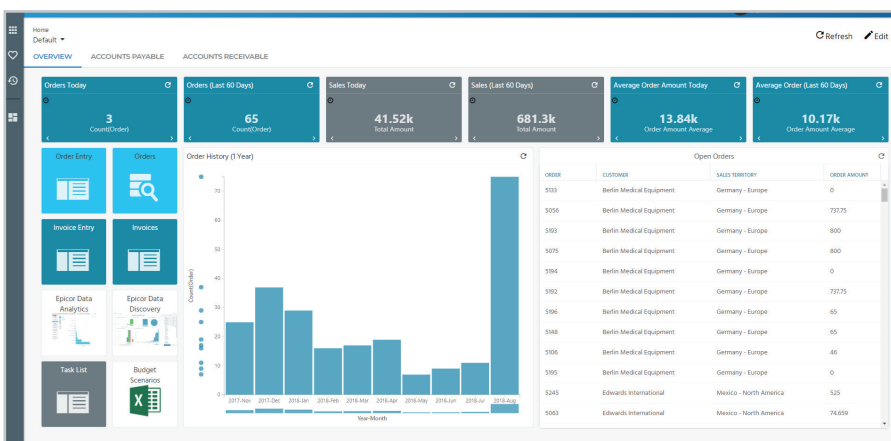 Home
Default
Refresh
Edit
OVERVIEW
ACCOUNTS PAYABLE
ACCOUNTS RECEIVABLE
Orders Today
3
Count(Order)
Orders (Last 60 Days)
65
Count(Order)
Sales Today
41.52k
Total Amount
Sales (Last 60 Days)
681.3k
Total Amount
Average Order Amount Today
13.84k
Order Amount Average
Average Order (Last 60 Days)
10.17k
Order Amount Average
Order Entry
Orders
Invoice Entry
Invoices
Epicor Data
Analytics
Epicor Data
Discovery
Task List
Budget
Scenarios
X
Order History (1 Year)
Count(Order)
70
60
50
40
30
20
10
0
2017-Nov 2017-Dec 2018-Jan 2018-Feb 2018-Mar 2018-Apr 2018-May 2018-Jun 2018-Jul 2018-Aug
Year-Month
Open Orders
ORDER CUSTOMER SALES TERRITORY ORDER AMOUNT
5133 Berlin Medical Equipment Germany - Europe 0
5056 Berlin Medical Equipment Germany - Europe 737.75
5193 Berlin Medical Equipment Germany - Europe 800
5075 Berlin Medical Equipment Germany - Europe 800
5194 Berlin Medical Equipment Germany - Europe 0
5192 Berlin Medical Equipment Germany - Europe 737.75
5196 Berlin Medical Equipment Germany - Europe 65
5148 Berlin Medical Equipment Germany - Europe 65
5106 Berlin Medical Equipment Germany - Europe 46
5195 Berlin Medical Equipment Germany - Europe 0
5245 Edwards International Mexico - North America 525
5063 Edwards International Mexico - North America 74.659